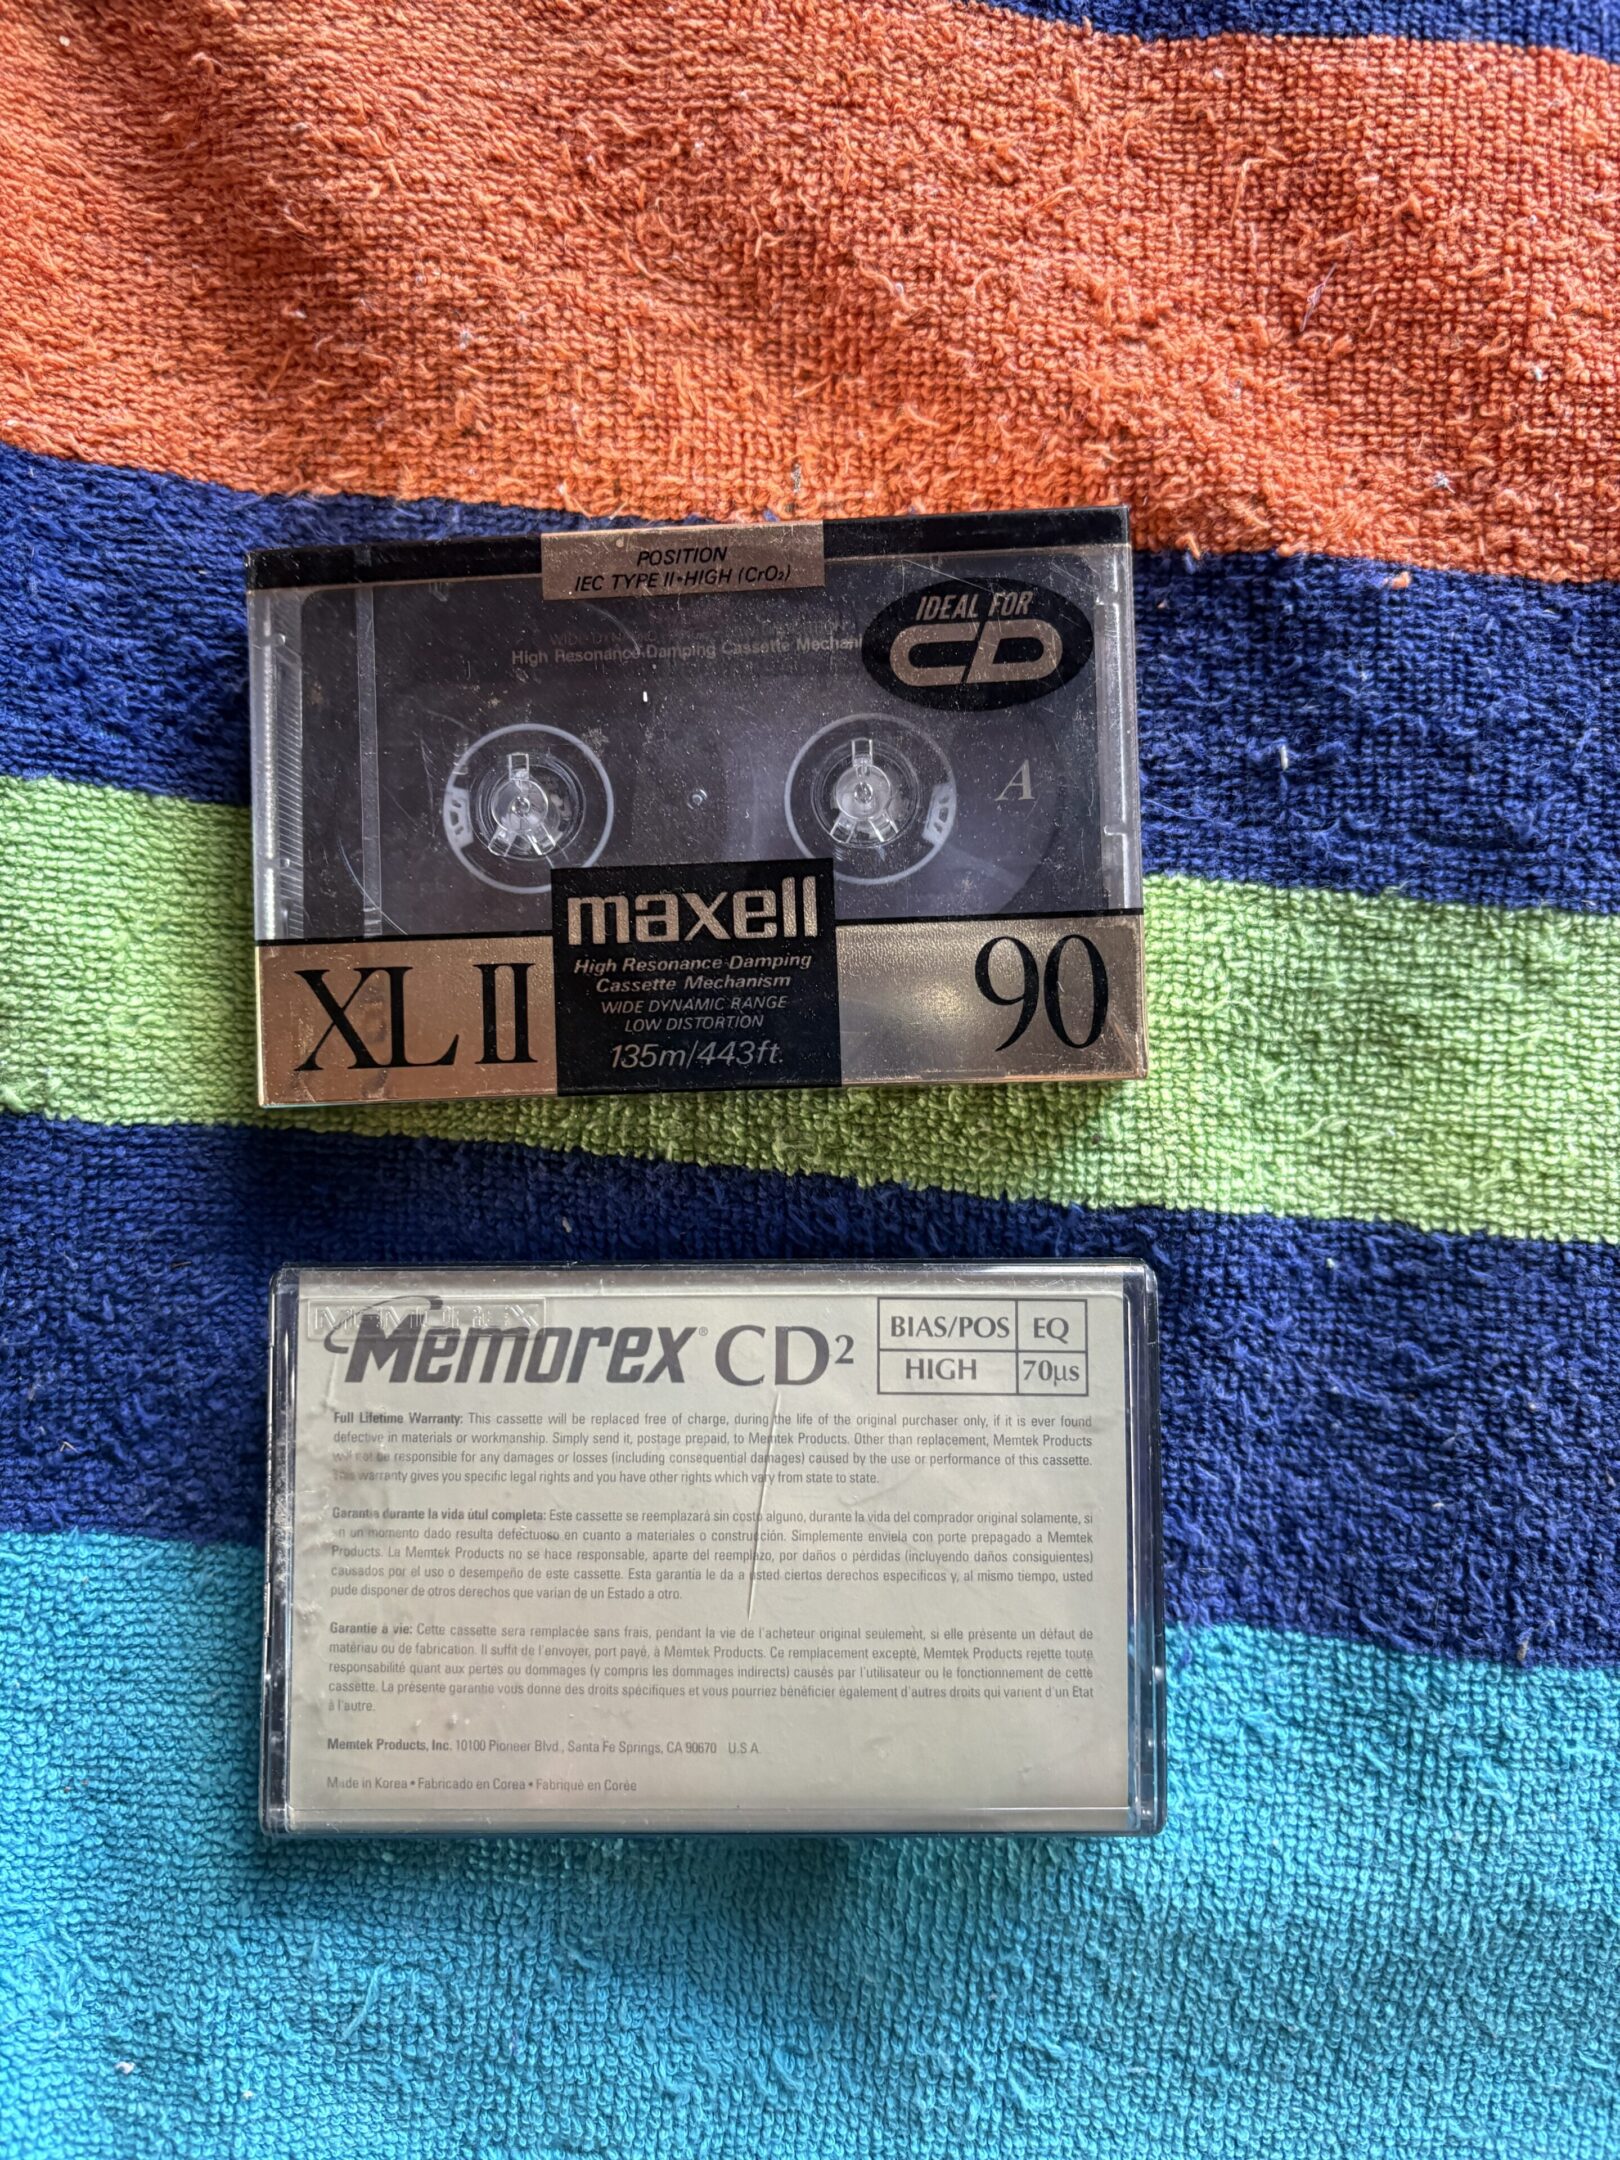 POSITION
IEC TYPE II•HIGH (CrO₂)
IDEAL FOR
CD
High Resonance-Damping Cassette
A
maxell
High Resonance-Damping
Cassette Mechanism
WIDE DYNAMIC RANGE
LOW DISTORTION
135m/443ft.
XL II
90
MEMOREX
Memorex® CD²
BIAS/POS EQ
HIGH 70µs
Full Lifetime Warranty: This cassette will be replaced free of charge, during the life of the original purchaser only, if it is ever found
defective in materials or workmanship. Simply send it, postage prepaid, to Memtek Products. Other than replacement, Memtek Products
will not be responsible for any damages or losses (including consequential damages) caused by the use or performance of this cassette.
This warranty gives you specific legal rights and you have other rights which vary from state to state.
Garantia durante la vida útul completa: Este cassette se reemplazará sin costo alguno, durante la vida del comprador original solamente, si
en un momento dado resulta defectuoso en cuanto a materiales o construcción. Simplemente enviela con porte prepagado a Memtek
Products. La Memtek Products no se hace responsable, aparte del reemplazo, por daños o pérdidas (incluyendo daños consiguientes)
causados por el uso o desempeño de este cassette. Esta garantia le da a usted ciertos derechos especificos y, al mismo tiempo, usted
pude disponer de otros derechos que varian de un Estado a otro.
Garantie a vie: Cette cassette sera remplacée sans frais, pendant la vie de l'acheteur original seulement, si elle présente un défaut de
matériau ou de fabrication. Il suffit de l'envoyer, port payé, à Memtek Products. Ce remplacement excepté, Memtek Products rejette toute
responsabilité quant aux pertes ou dommages (y compris les dommages indirects) causés par l'utilisateur ou le fonctionnement de cette
cassette. La présente garantie vous donne des droits spécifiques et vous pourriez bénéficier également d'autres droits qui varient d'un Etat
à l'autre.
Memtek Products, Inc. 10100 Pioneer Blvd., Santa Fe Springs, CA 90670 U.S.A.
Made in Korea • Fabricado en Corea • Fabriqué en Corée